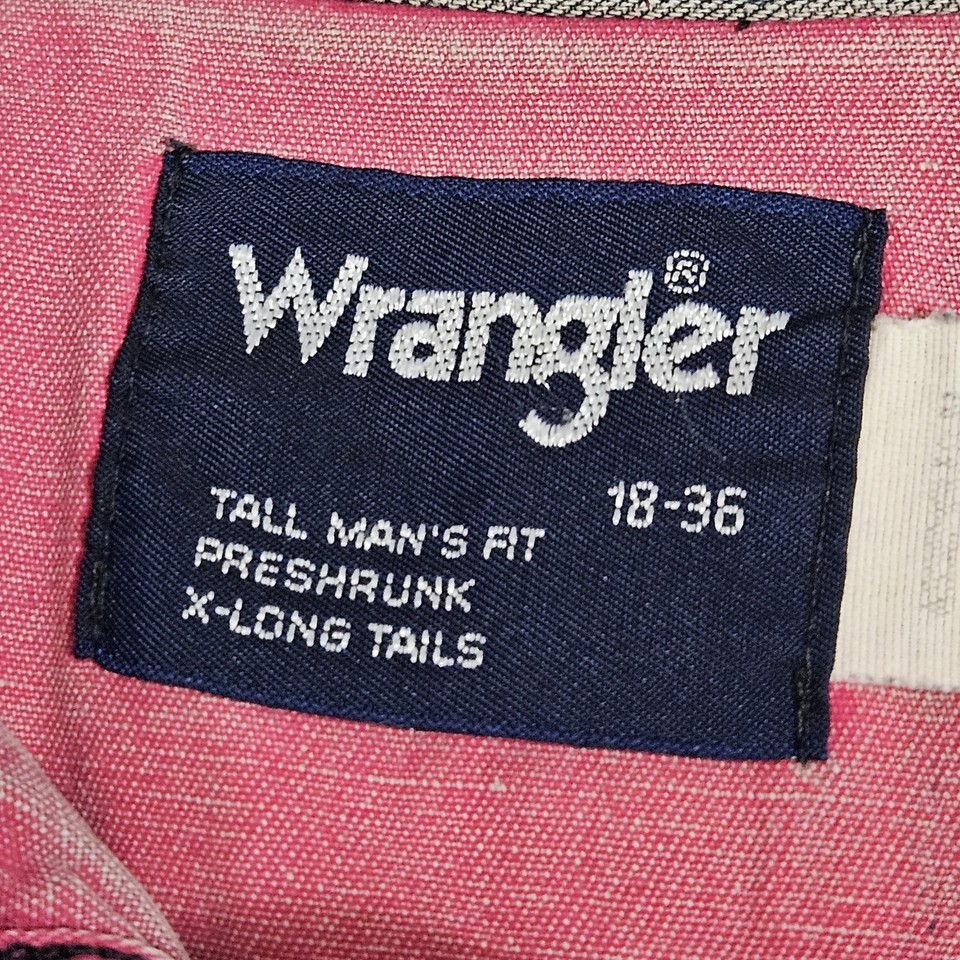 Wrangler®
18-36
TALL MAN'S FIT
PRESHRUNK
X-LONG TAILS